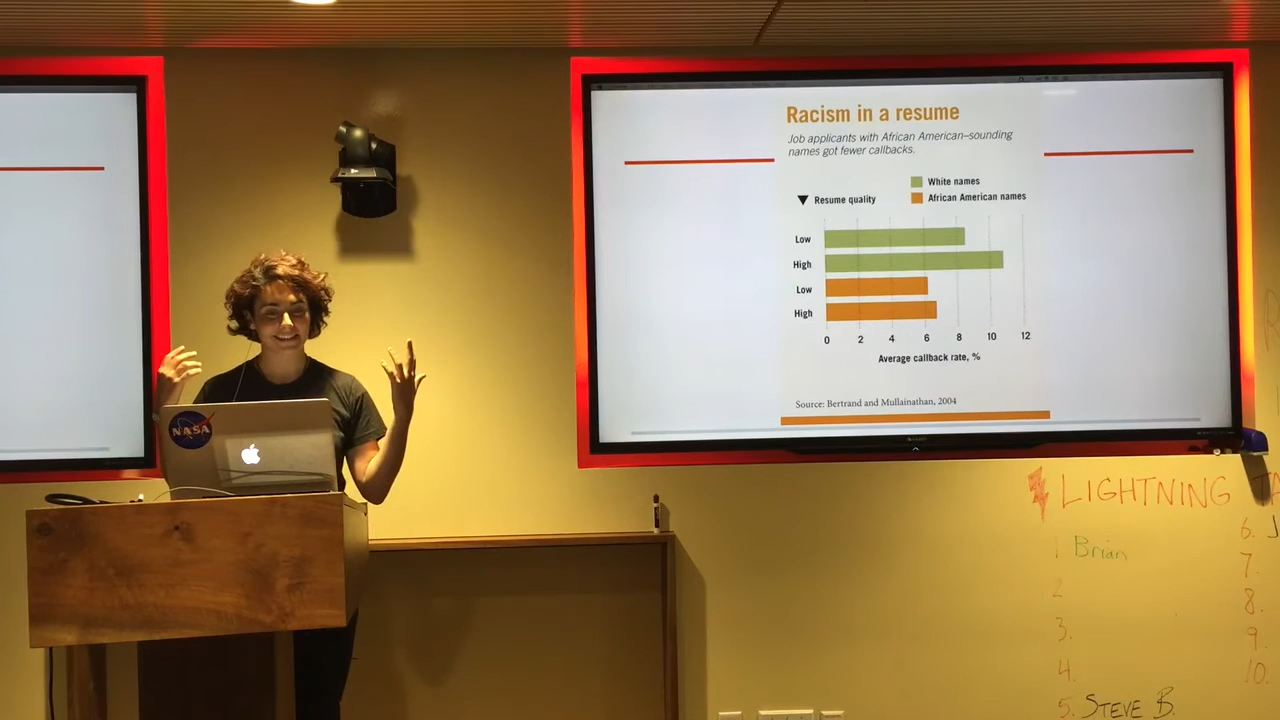 NASA
Racism in a resume
Job applicants with African American–sounding
names got fewer callbacks.
White names
African American names
Resume quality
Low
High
Low
High
0 2 4 6 8 10 12
Average callback rate, %
Source: Bertrand and Mullainathan, 2004
LIGHTNING
1 Brian
2
3.
4.
5. STEVE B.
6. J
7.
8.
9.
10.